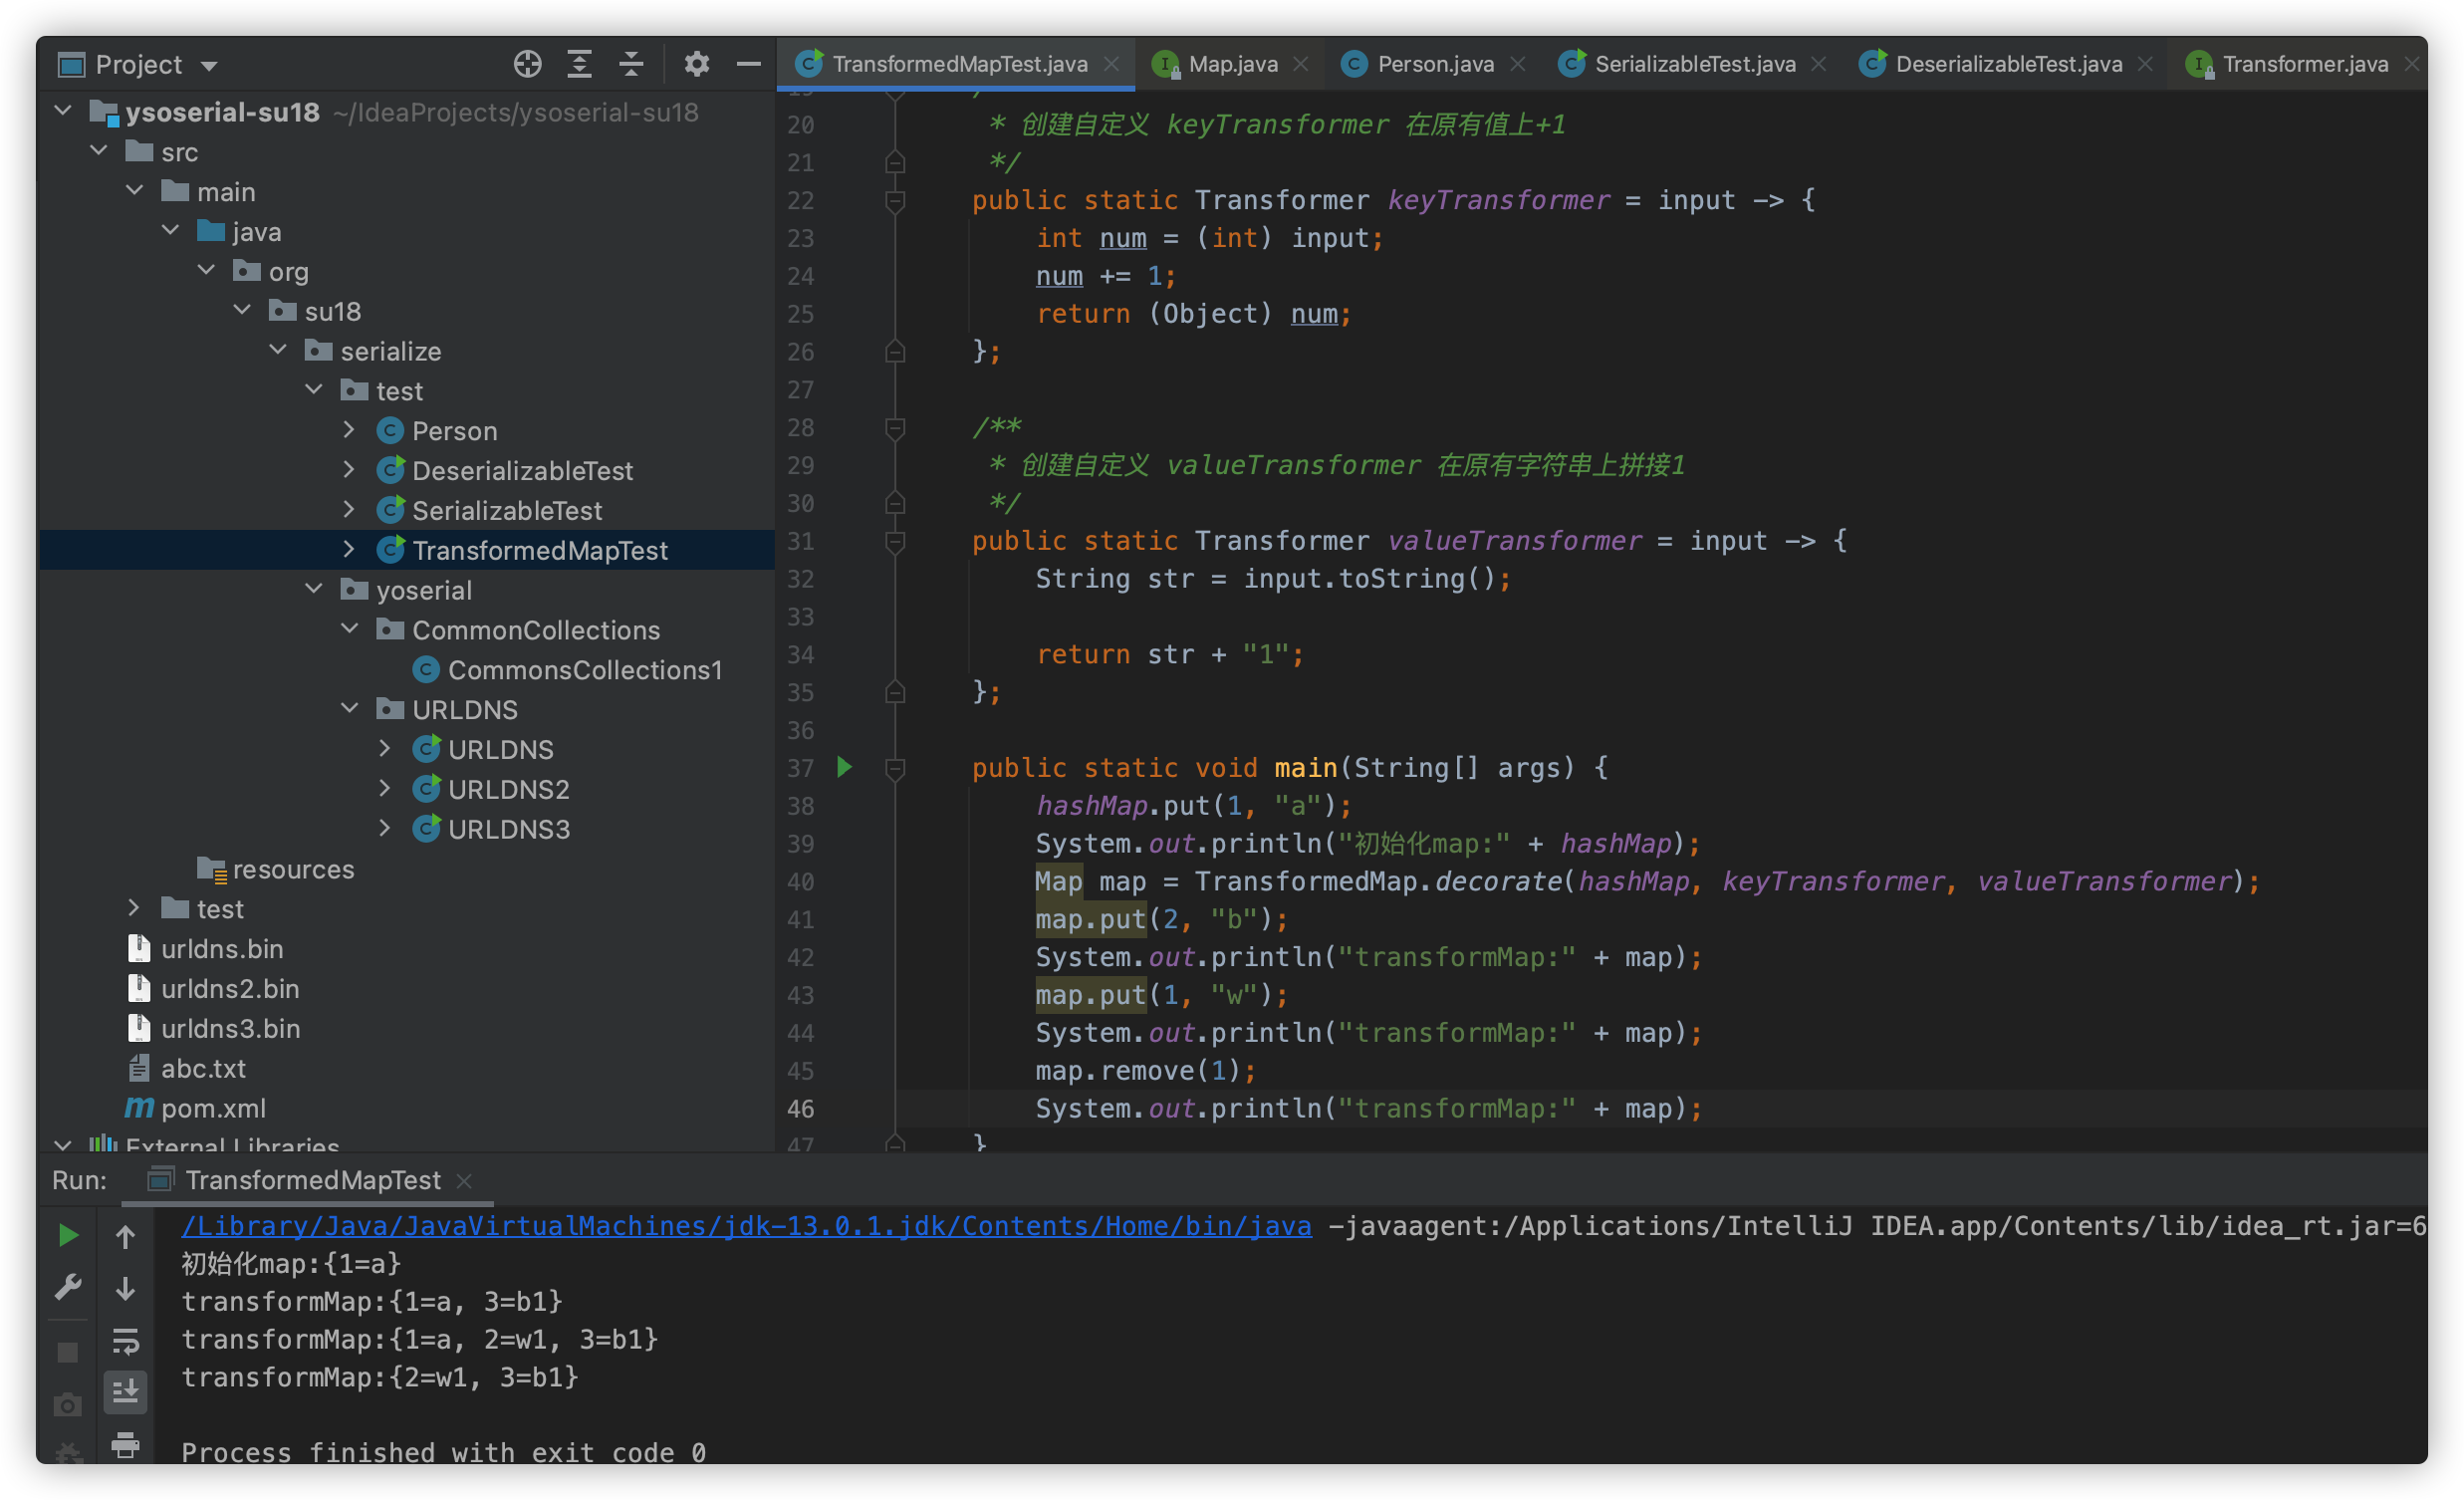 Project
ysoserial-su18 ~/IdeaProjects/ysoserial-su18
src
main
java
org
su18
serialize
test
Person
DeserializableTest
SerializableTest
TransformedMapTest
yoserial
CommonCollections
CommonsCollections1
URLDNS
URLDNS
URLDNS2
URLDNS3
resources
test
urldns.bin
urldns2.bin
urldns3.bin
abc.txt
pom.xml
External Libraries
TransformedMapTest.java Map.java Person.java SerializableTest.java DeserializableTest.java Transformer.java
20 * 创建自定义 keyTransformer 在原有值上+1
21 */
22 public static Transformer keyTransformer = input -> {
23 int num = (int) input;
24 num += 1;
25 return (Object) num;
26 };
27
28 /**
29 * 创建自定义 valueTransformer 在原有字符串上拼接1
30 */
31 public static Transformer valueTransformer = input -> {
32 String str = input.toString();
33
34 return str + "1";
35 };
36
37 public static void main(String[] args) {
38 hashMap.put(1, "a");
39 System.out.println("初始化map:" + hashMap);
40 Map map = TransformedMap.decorate(hashMap, keyTransformer, valueTransformer);
41 map.put(2, "b");
42 System.out.println("transformMap:" + map);
43 map.put(1, "w");
44 System.out.println("transformMap:" + map);
45 map.remove(1);
46 System.out.println("transformMap:" + map);
47 }
Run: TransformedMapTest
/Library/Java/JavaVirtualMachines/jdk-13.0.1.jdk/Contents/Home/bin/java -javaagent:/Applications/IntelliJ IDEA.app/Contents/lib/idea_rt.jar=6
初始化map:{1=a}
transformMap:{1=a, 3=b1}
transformMap:{1=a, 2=w1, 3=b1}
transformMap:{2=w1, 3=b1}
Process finished with exit code 0